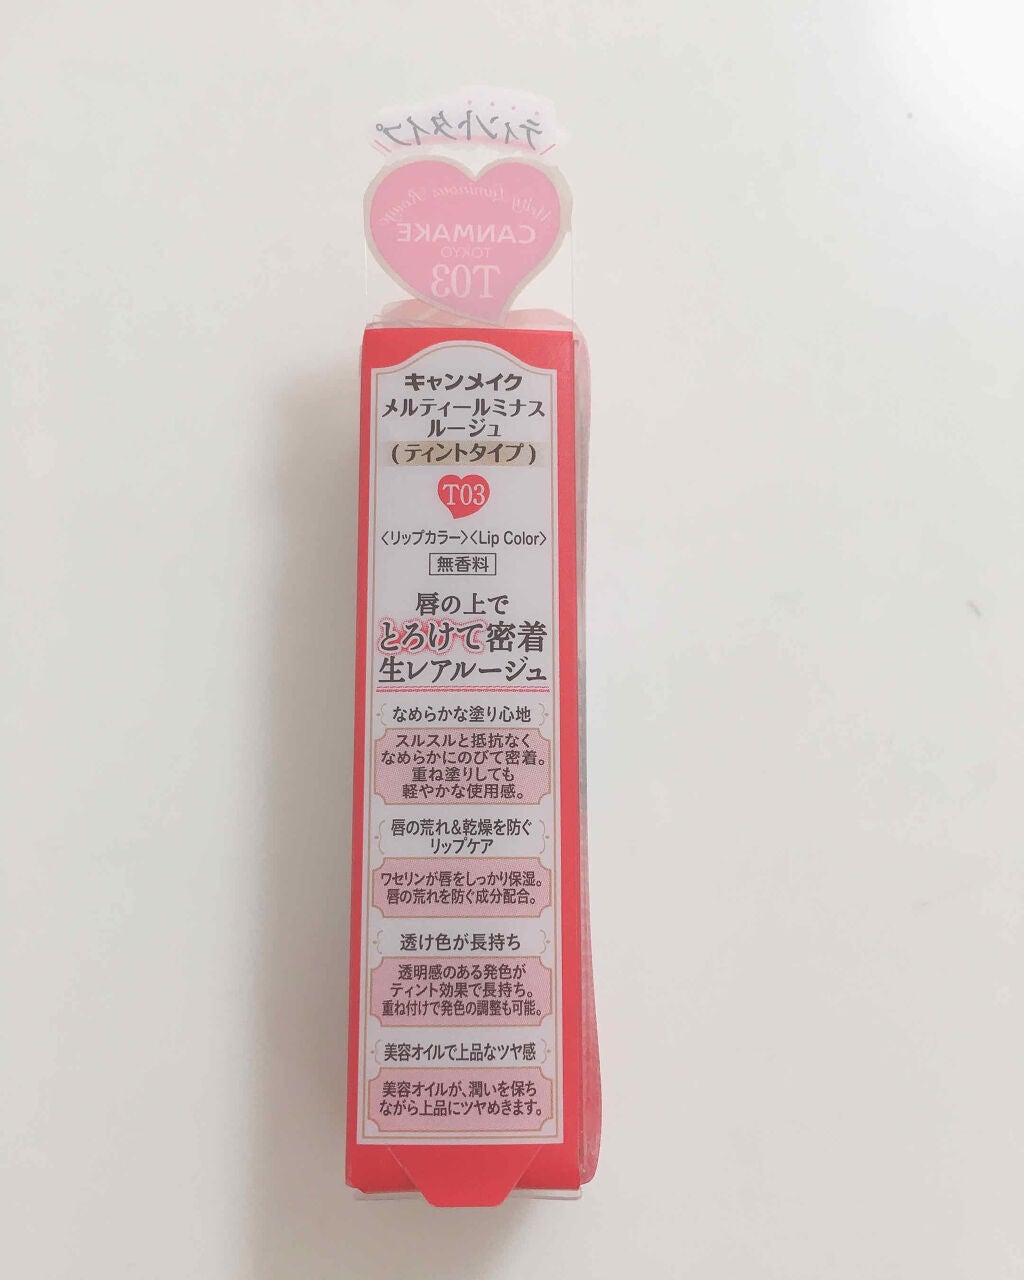 ティントタイプ
Melty Luminous Rouge
CANMAKE
TOKYO
T03
キャンメイク
メルティールミナス
ルージュ
(ティントタイプ)
T03
〈リップカラー〉〈Lip Color〉
無香料
唇の上で
とろけて密着
生レアルージュ
なめらかな塗り心地
スルスルと抵抗なく
なめらかにのびて密着。
重ね塗りしても
軽やかな使用感。
唇の荒れ&乾燥を防ぐ
リップケア
ワセリンが唇をしっかり保湿。
唇の荒れを防ぐ成分配合。
透け色が長持ち
透明感のある発色が
ティント効果で長持ち。
重ね付けで発色の調整も可能。
美容オイルで上品なツヤ感
美容オイルが、潤いを保ち
ながら上品にツヤめきます。